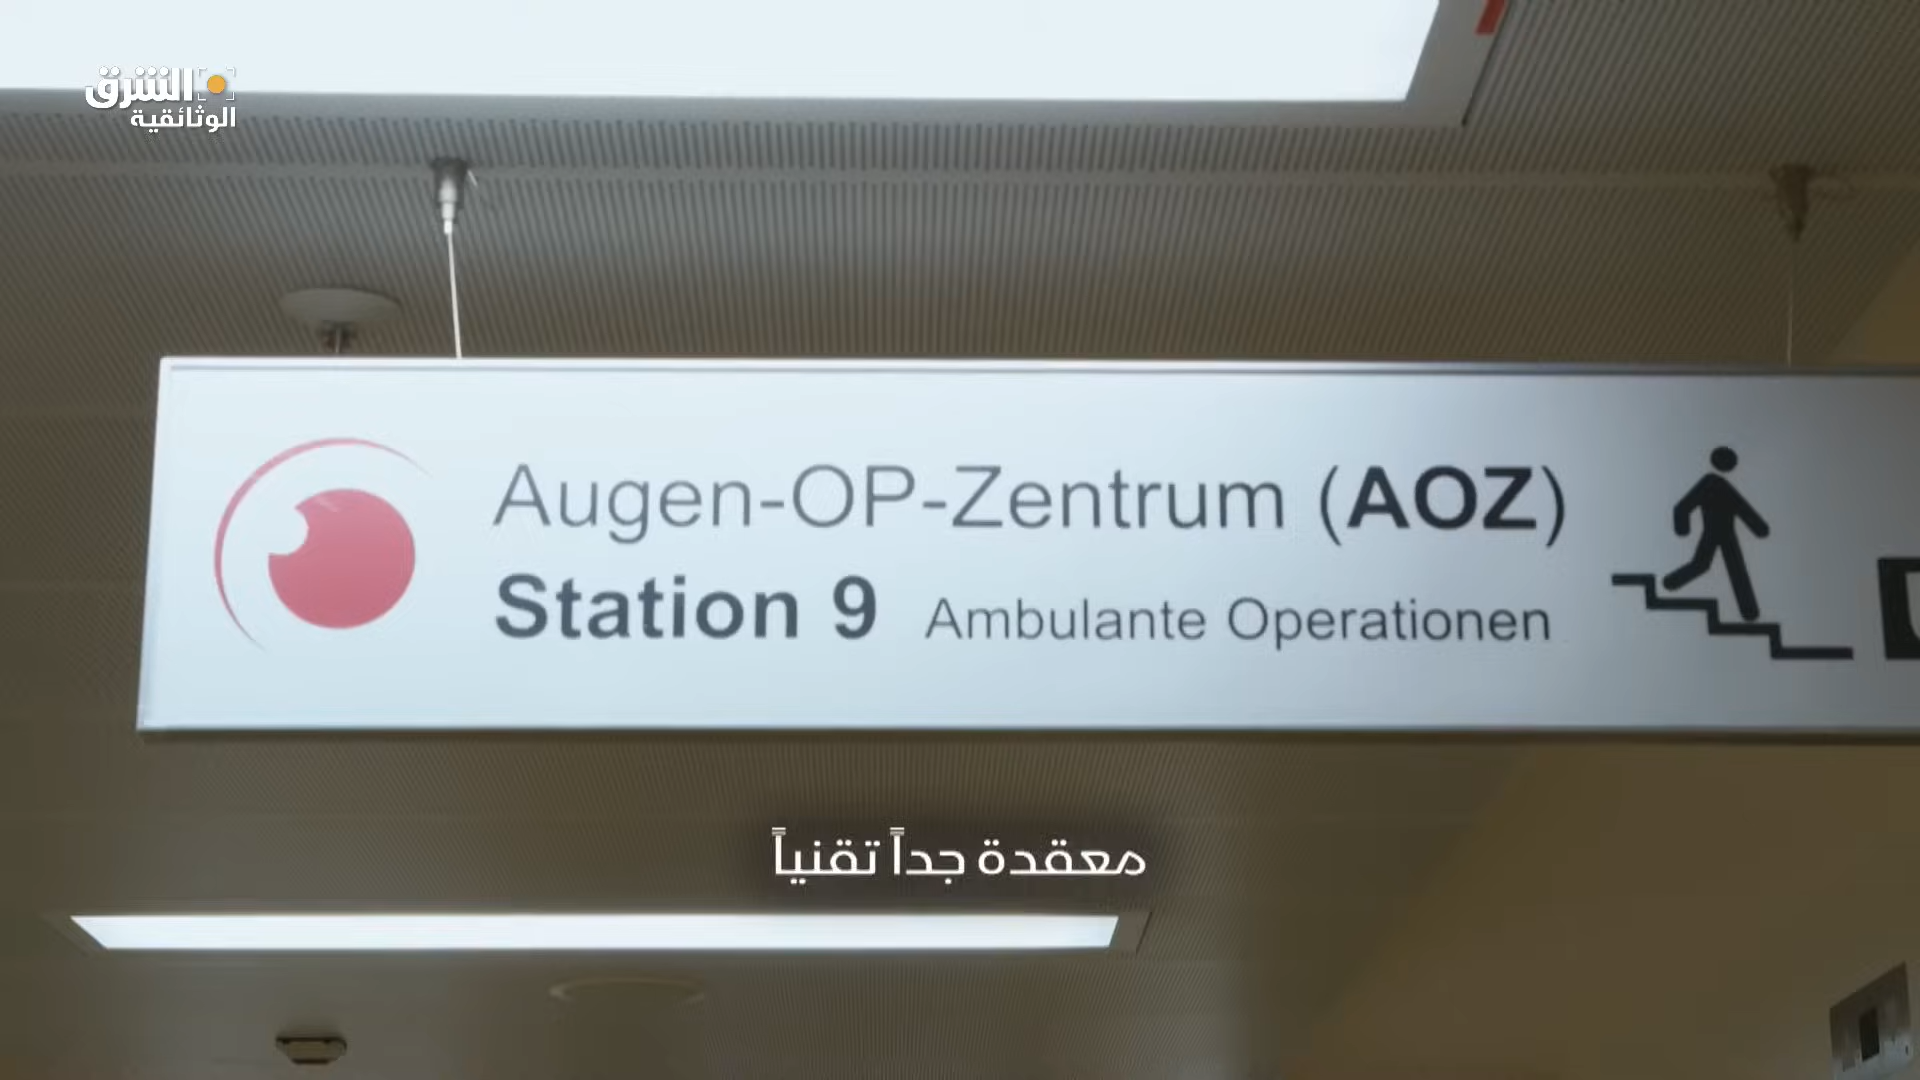 الشرق
الوثائقية
Augen-OP-Zentrum (AOZ)
Station 9 Ambulante Operationen
معقدة جداً تقنياً